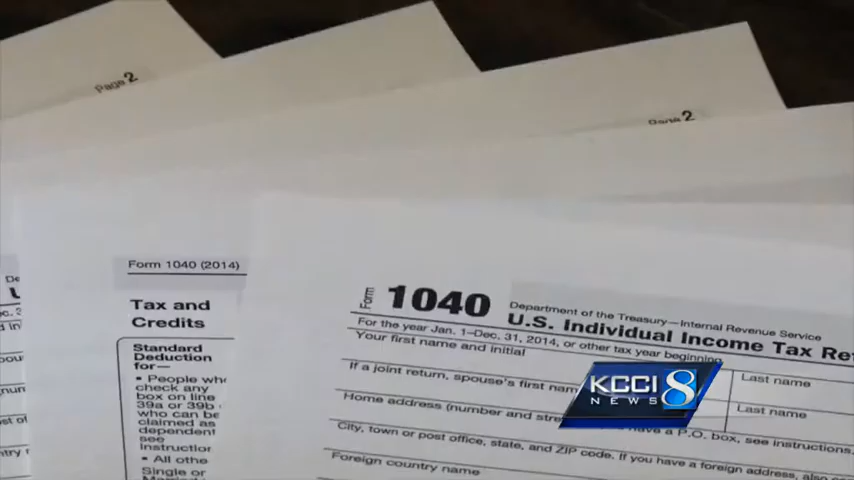 Page 2
Page 2
Form 1040 (2014)
Tax and
Credits
Standard
Deduction
for—
• People who
check any
box on line
39a or 39b
who can be
claimed as
dependent
see
instructions
• All othe
Single or
Form 1040 Department of the Treasury—Internal Revenue Service
U.S. Individual Income Tax Re
For the year Jan. 1–Dec. 31, 2014, or other tax year beginning
Your first name and initial
Last name
If a joint return, spouse's first name
Last name
Home address (number and stre
have a P.O. box, see instructions.
City, town or post office, state, and ZIP code. If you have a foreign address, also
Foreign country name
KCCI 8
NEWS